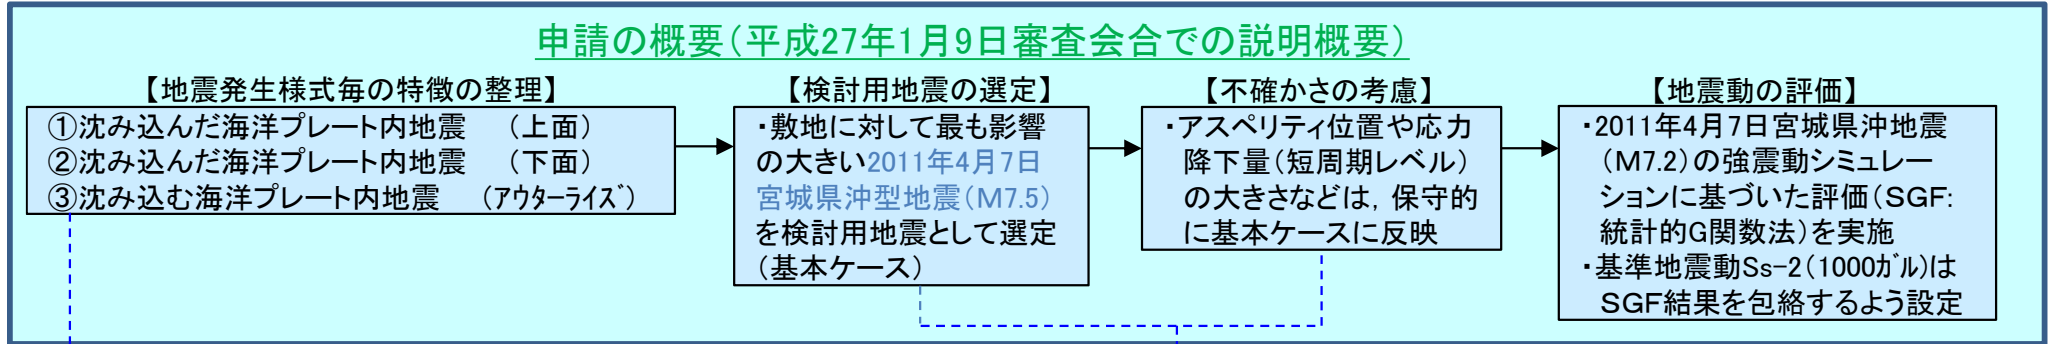 申請の概要(平成27年1月9日審査会合での説明概要)
【地震発生様式毎の特徴の整理】
①沈み込んだ海洋プレート内地震 (上面)
②沈み込んだ海洋プレート内地震 (下面)
③沈み込む海洋プレート内地震 (ｱｳﾀｰﾗｲｽﾞ)
【検討用地震の選定】
・敷地に対して最も影響
の大きい2011年4月7日
宮城県沖型地震(M7.5)
を検討用地震として選定
(基本ケース)
【不確かさの考慮】
・アスペリティ位置や応力
降下量(短周期レベル)
の大きさなどは，保守的
に基本ケースに反映
【地震動の評価】
・2011年4月7日宮城県沖地震
(M7.2)の強震動シミュレー
ションに基づいた評価(SGF:
統計的G関数法)を実施
・基準地震動Ss-2(1000ｶﾞﾙ)は
SGF結果を包絡するよう設定